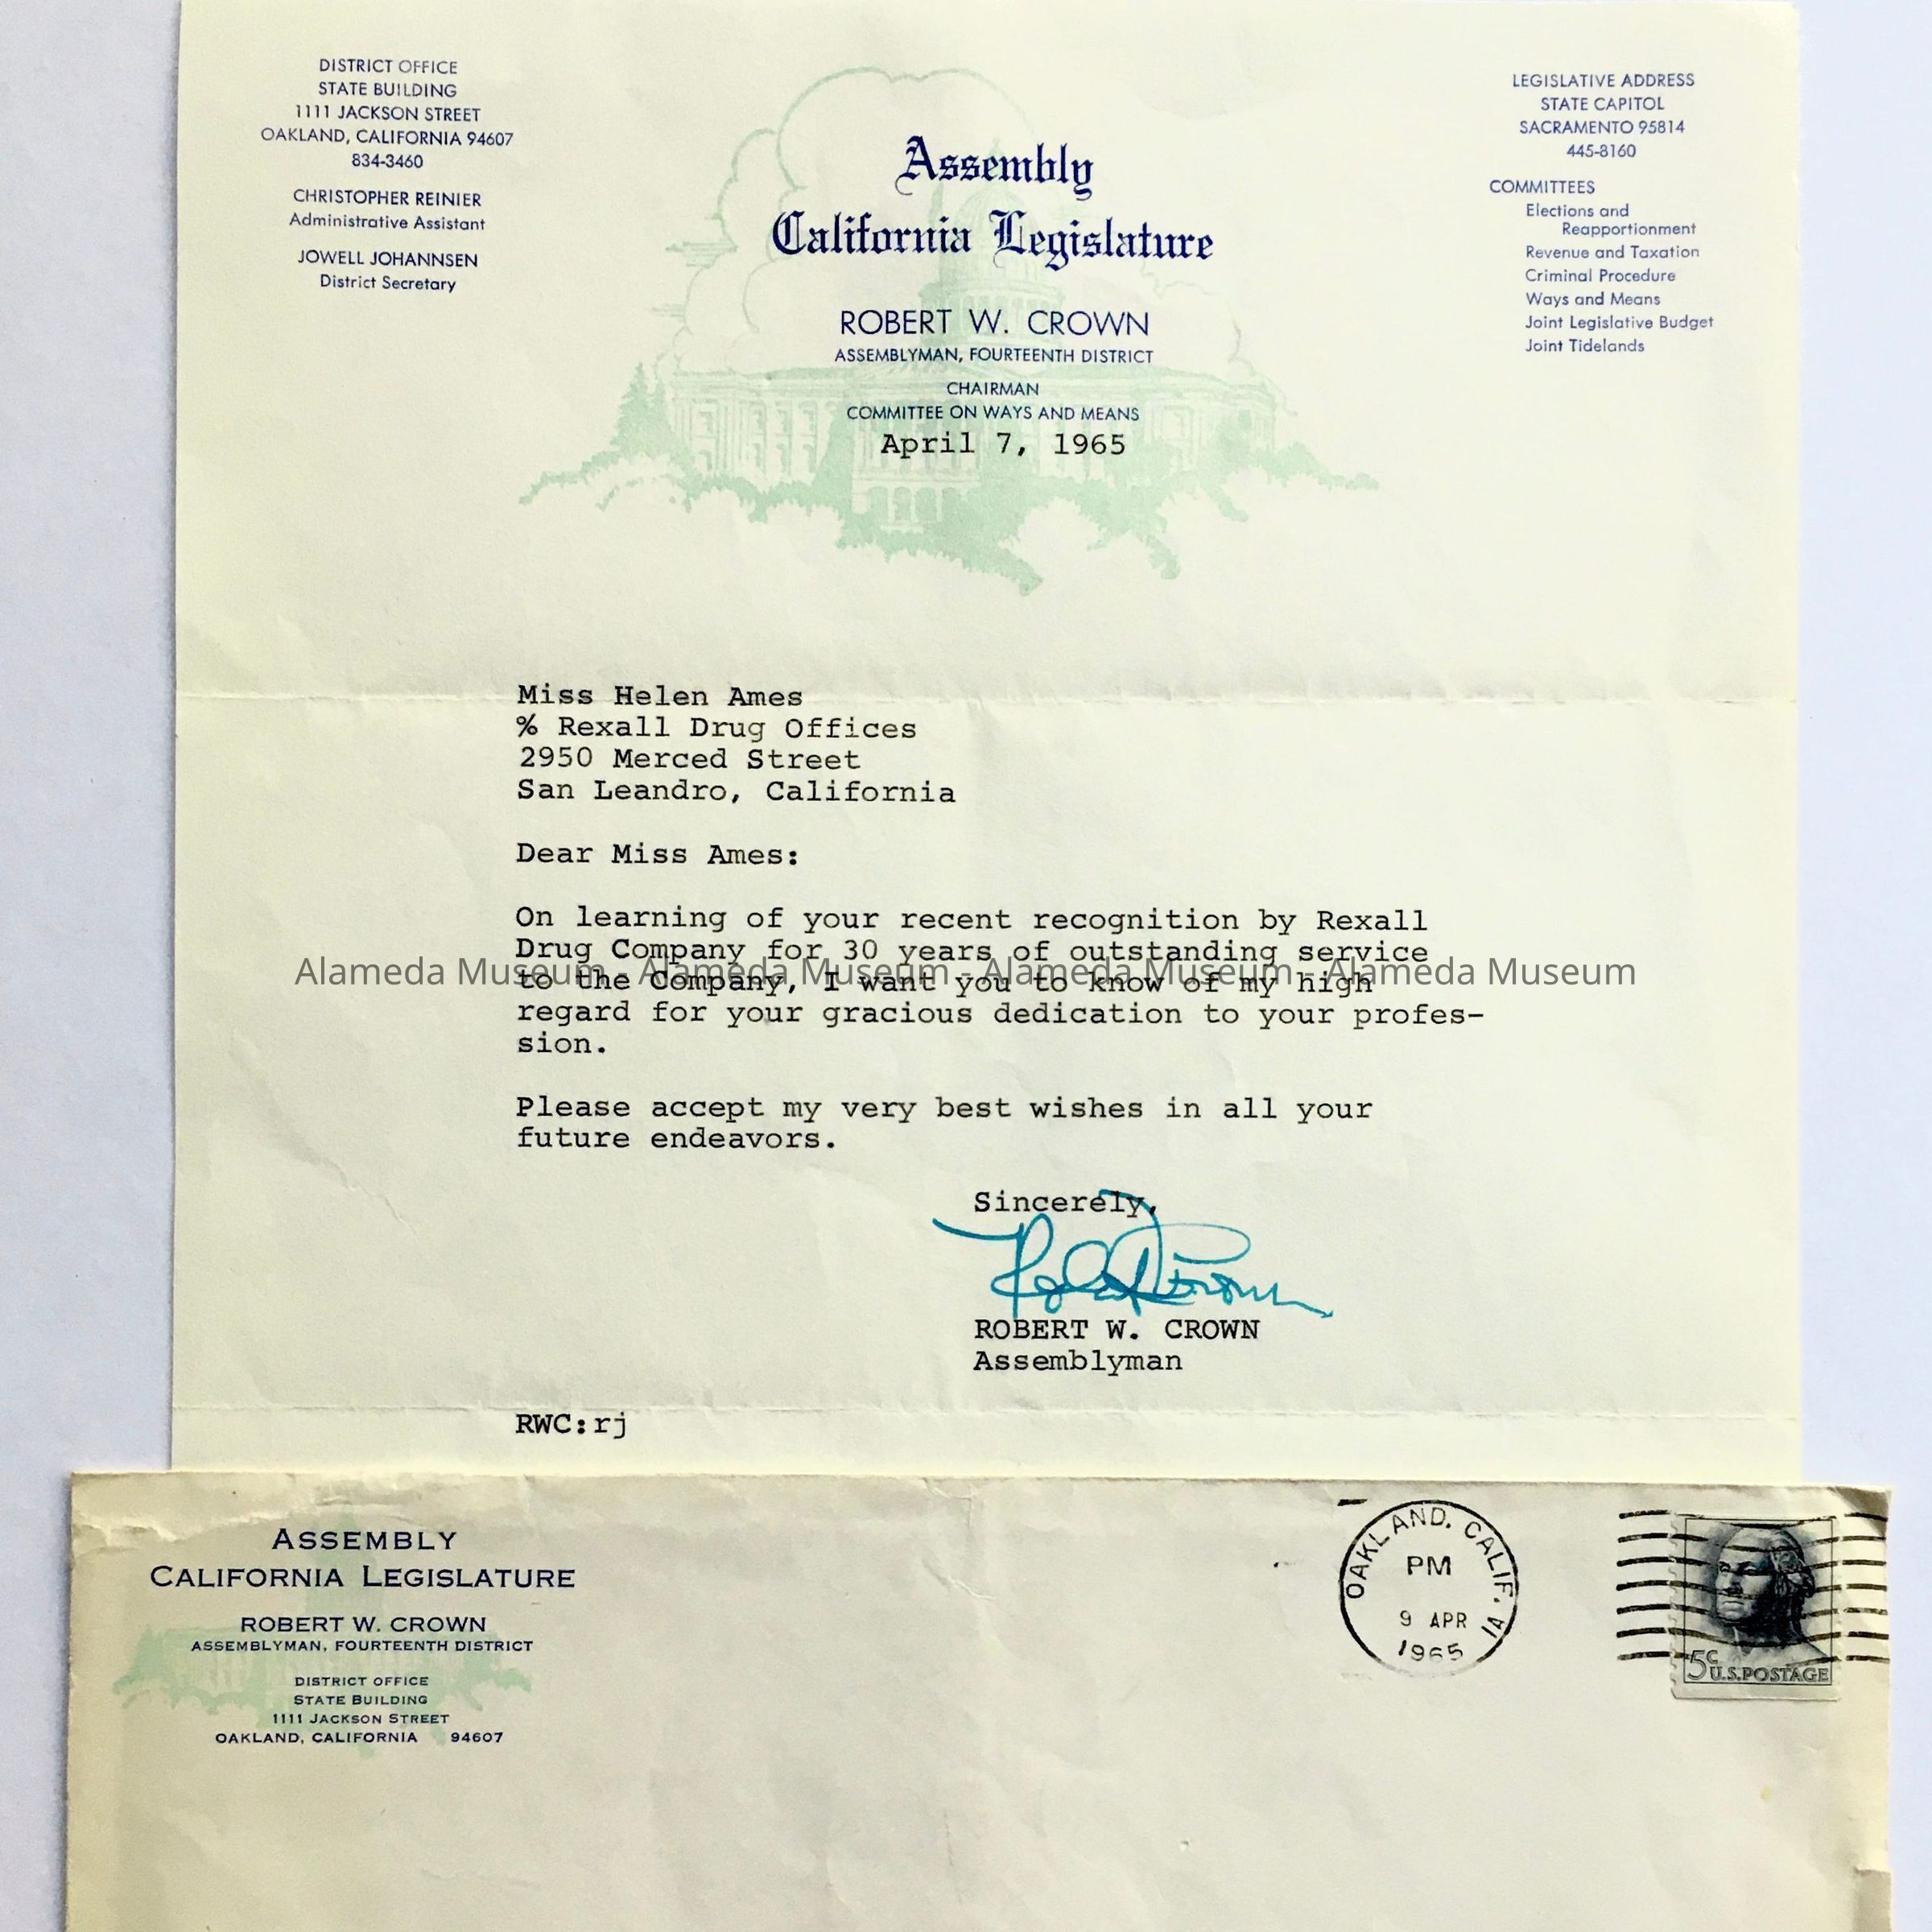 DISTRICT OFFICE
STATE BUILDING
1111 JACKSON STREET
OAKLAND, CALIFORNIA 94607
834-3460
CHRISTOPHER REINIER
Administrative Assistant
JOWELL JOHANNSEN
District Secretary
Assembly
California Legislature
ROBERT W. CROWN
ASSEMBLYMAN, FOURTEENTH DISTRICT
CHAIRMAN
COMMITTEE ON WAYS AND MEANS
April 7, 1965
LEGISLATIVE ADDRESS
STATE CAPITOL
SACRAMENTO 95814
445-8160
COMMITTEES
Elections and
Reapportionment
Revenue and Taxation
Criminal Procedure
Ways and Means
Joint Legislative Budget
Joint Tidelands
Miss Helen Ames
% Rexall Drug Offices
2950 Merced Street
San Leandro, California
Dear Miss Ames:
On learning of your recent recognition by Rexall
Drug Company for 30 years of outstanding service
to the Company, I want you to know of my high
regard for your gracious dedication to your profes-
sion.
Alameda Museum - Alameda Museum - Alameda Museum - Alameda Museum
Please accept my very best wishes in all your
future endeavors.
Sincerely,
Robert Crown
ROBERT W. CROWN
Assemblyman
RWC:rj
ASSEMBLY
CALIFORNIA LEGISLATURE
ROBERT W. CROWN
ASSEMBLYMAN, FOURTEENTH DISTRICT
DISTRICT OFFICE
STATE BUILDING
1111 JACKSON STREET
OAKLAND, CALIFORNIA 94607
OAKLAND, CALIF. 1A
PM
9 APR
1965
5c
U.S. POSTAGE